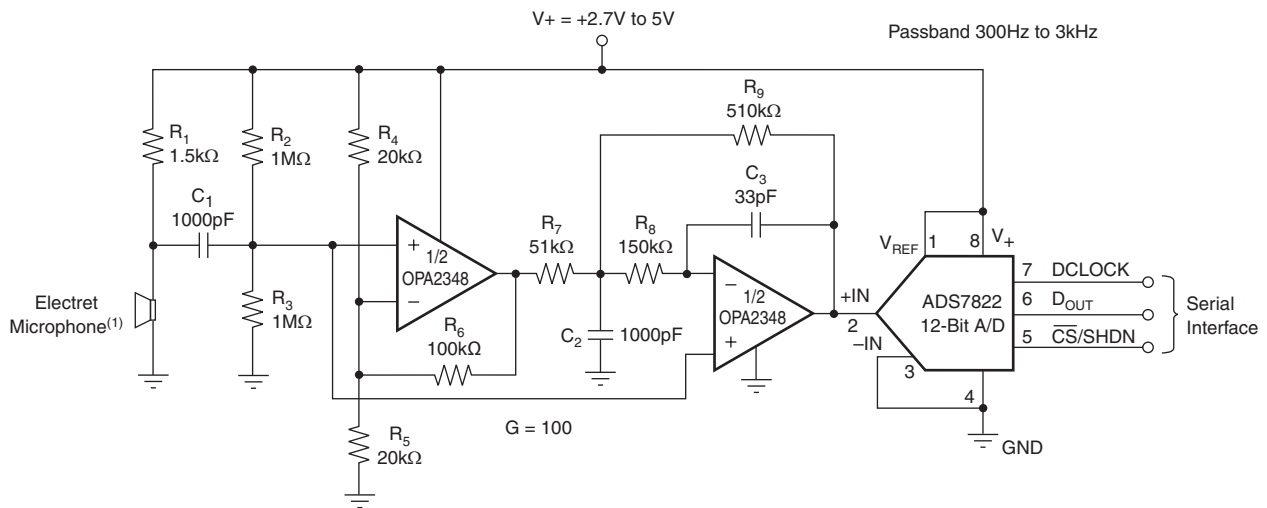 V+ = +2.7V to 5V
Passband 300Hz to 3kHz
R1
1.5kΩ
R2
1MΩ
R4
20kΩ
R9
510kΩ
C3
33pF
C1
1000pF
R7
51kΩ
R8
150kΩ
+
1/2
OPA2348
−
VREF
1
8
V+
7
DCLOCK
Electret
Microphone(1)
R3
1MΩ
R6
100kΩ
C2
1000pF
−
1/2
OPA2348
+
+IN
2
−IN
3
ADS7822
12-Bit A/D
6
DOUT
5
CS/SHDN
Serial
Interface
4
G = 100
GND
R5
20kΩ